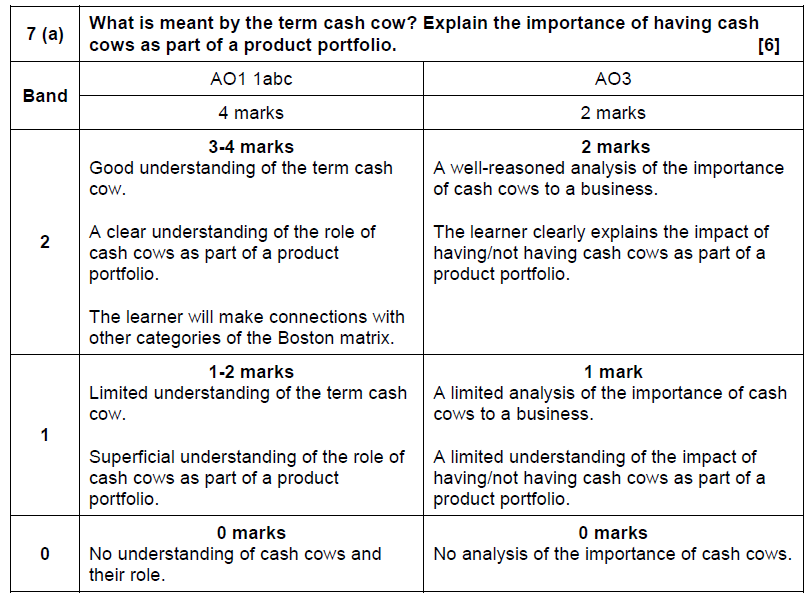 7 (a)
What is meant by the term cash cow? Explain the importance of having cash
cows as part of a product portfolio. [6]
Band
AO1 1abc
AO3
4 marks
2 marks
2
3-4 marks
Good understanding of the term cash
cow.
A clear understanding of the role of
cash cows as part of a product
portfolio.
The learner will make connections with
other categories of the Boston matrix.
2 marks
A well-reasoned analysis of the importance
of cash cows to a business.
The learner clearly explains the impact of
having/not having cash cows as part of a
product portfolio.
1
1-2 marks
Limited understanding of the term cash
cow.
Superficial understanding of the role of
cash cows as part of a product
portfolio.
1 mark
A limited analysis of the importance of cash
cows to a business.
A limited understanding of the impact of
having/not having cash cows as part of a
product portfolio.
0
0 marks
No understanding of cash cows and
their role.
0 marks
No analysis of the importance of cash cows.